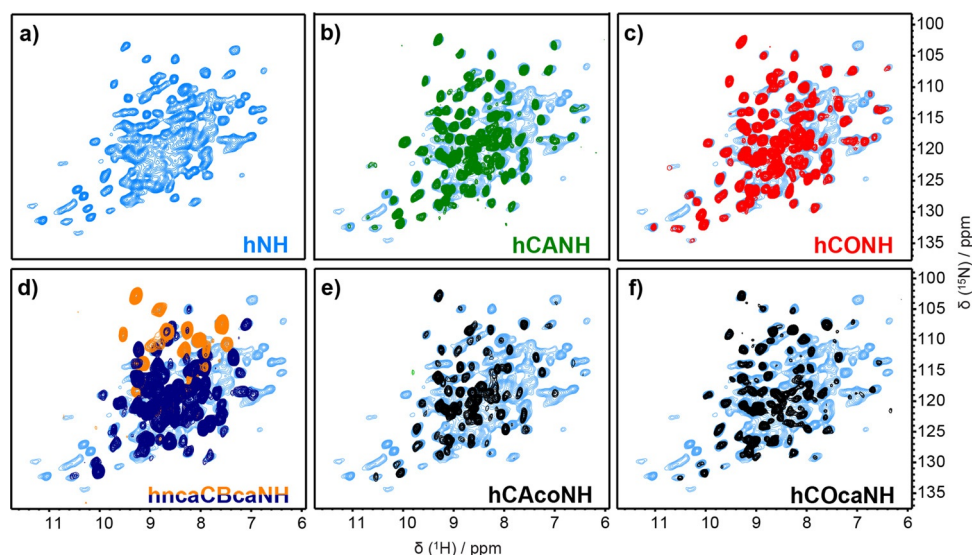 a)
b)
c)
hNH
hCANH
hCONH
100
105
110
115
120
125
130
135
δ (¹⁵N) / ppm
d)
e)
f)
hncaCBcaNH
hCAcoNH
hCOcaNH
100
105
110
115
120
125
130
135
11 10 9 8 7 6
11 10 9 8 7 6
11 10 9 8 7 6
δ (¹H) / ppm